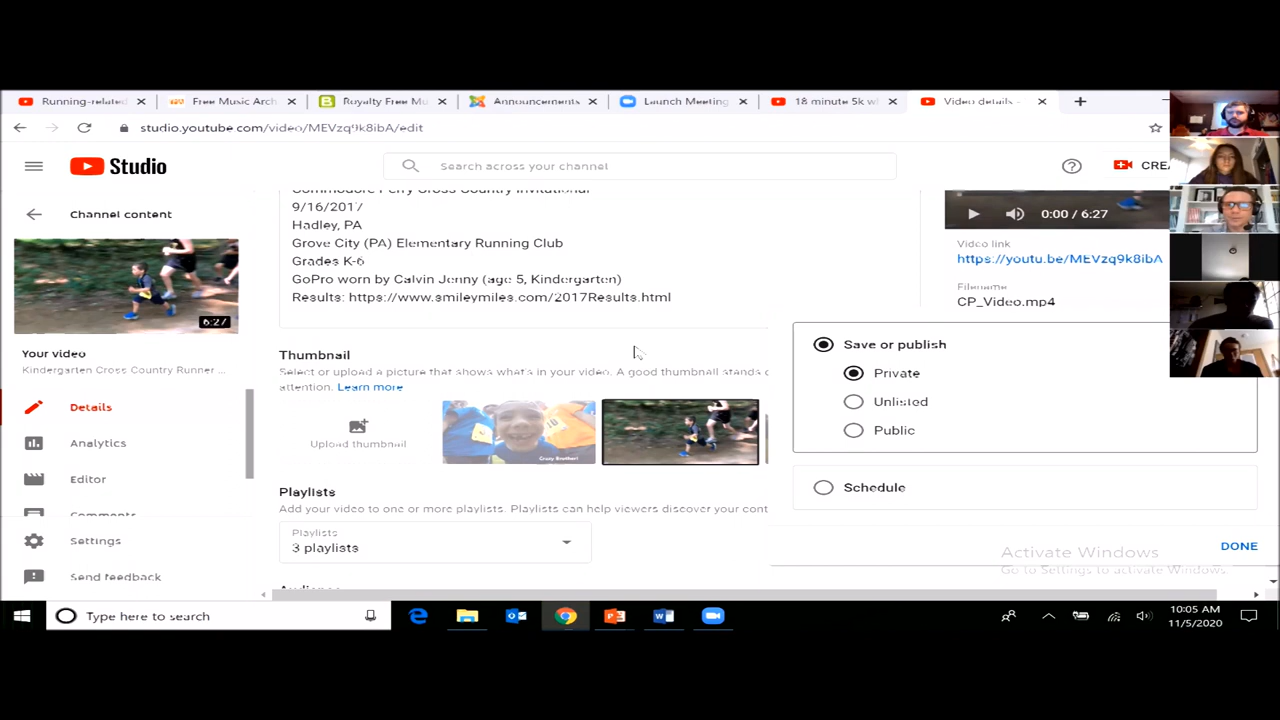 Running-related
Free Music Arch
Royalty Free Mu
Announcements
Launch Meeting
18 minute 5k w
Video details -
studio.youtube.com/video/MEVzq9k8ibA/edit
Studio
Search across your channel
CREA
Channel content
Commodore Perry Cross Country Invitational
9/16/2017
Hadley, PA
Grove City (PA) Elementary Running Club
Grades K-6
GoPro worn by Calvin Jenny (age 5, Kindergarten)
Results: https://www.smileymiles.com/2017Results.html
0:00 / 6:27
Video link
https://youtu.be/MEVzq9k8ibA
Filename
CP_Video.mp4
6:27
Your video
Kindergarten Cross Country Runner ...
Details
Analytics
Editor
Comments
Settings
Send feedback
Thumbnail
Select or upload a picture that shows what's in your video. A good thumbnail stands
attention. Learn more
Upload thumbnail
Crazy Brother!
Playlists
Add your video to one or more playlists. Playlists can help viewers discover your cont
Playlists
3 playlists
Audience
Save or publish
Private
Unlisted
Public
Schedule
DONE
Activate Windows
Go to Settings to activate Windows.
Type here to search
10:05 AM
11/5/2020